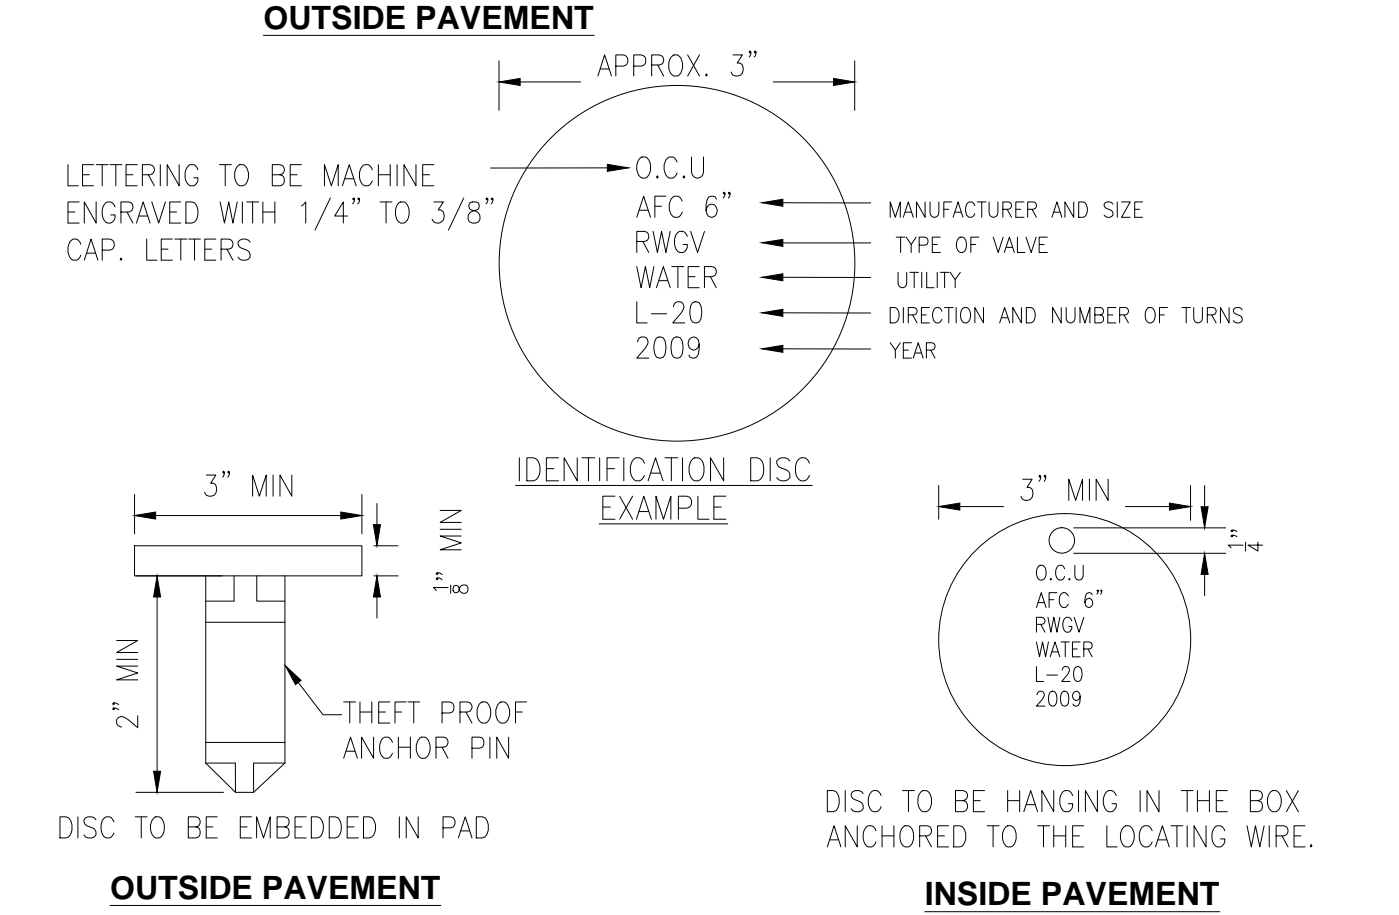 OUTSIDE PAVEMENT
APPROX. 3”
LETTERING TO BE MACHINE
ENGRAVED WITH 1/4” TO 3/8”
CAP. LETTERS
O.C.U
AFC 6”
RWGV
WATER
L-20
2009
MANUFACTURER AND SIZE
TYPE OF VALVE
UTILITY
DIRECTION AND NUMBER OF TURNS
YEAR
IDENTIFICATION DISC
EXAMPLE
3” MIN
1/8” MIN
2” MIN
THEFT PROOF
ANCHOR PIN
DISC TO BE EMBEDDED IN PAD
OUTSIDE PAVEMENT
3” MIN
1/4”
O.C.U
AFC 6”
RWGV
WATER
L-20
2009
DISC TO BE HANGING IN THE BOX
ANCHORED TO THE LOCATING WIRE.
INSIDE PAVEMENT